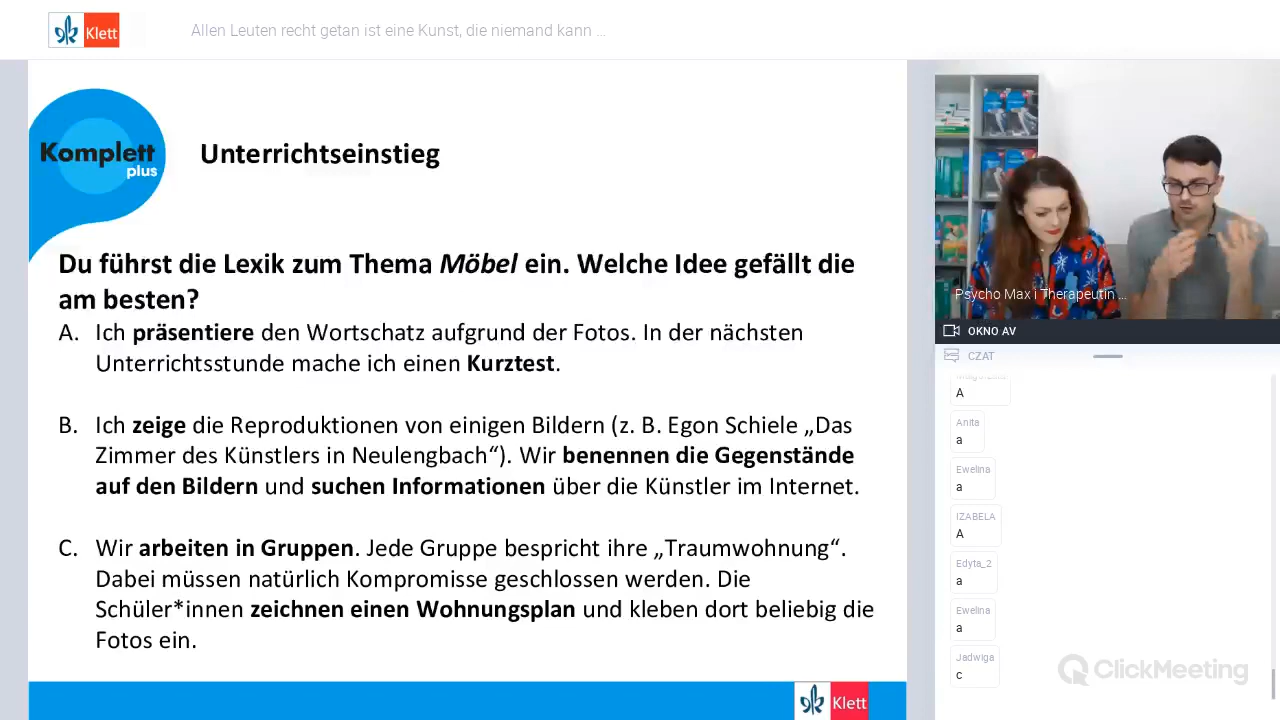 Klett
Allen Leuten recht getan ist eine Kunst, die niemand kann ...
Komplett
plus
Unterrichtseinstieg
Du führst die Lexik zum Thema Möbel ein. Welche Idee gefällt die
am besten?
A. Ich präsentiere den Wortschatz aufgrund der Fotos. In der nächsten
Unterrichtsstunde mache ich einen Kurztest.
B. Ich zeige die Reproduktionen von einigen Bildern (z. B. Egon Schiele „Das
Zimmer des Künstlers in Neulengbach“). Wir benennen die Gegenstände
auf den Bildern und suchen Informationen über die Künstler im Internet.
C. Wir arbeiten in Gruppen. Jede Gruppe bespricht ihre „Traumwohnung“.
Dabei müssen natürlich Kompromisse geschlossen werden. Die
Schüler*innen zeichnen einen Wohnungsplan und kleben dort beliebig die
Fotos ein.
Klett
Psycho Max i Therapeutin ...
OKNO AV
CZAT
A
Anita
a
Ewelina
a
IZABELA
A
Edyta_2
a
Ewelina
a
Jadwiga
c
ClickMeeting